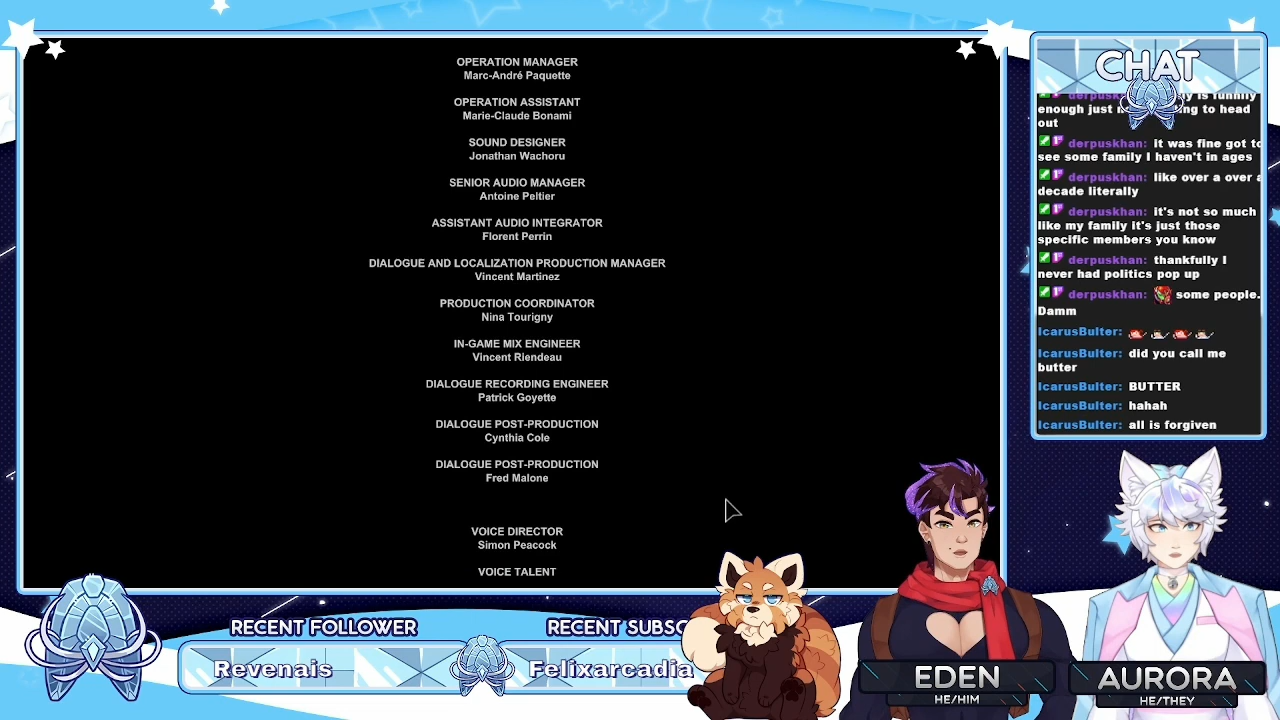 OPERATION MANAGER
Marc-André Paquette
OPERATION ASSISTANT
Marie-Claude Bonami
SOUND DESIGNER
Jonathan Wachoru
SENIOR AUDIO MANAGER
Antoine Peltier
ASSISTANT AUDIO INTEGRATOR
Florent Perrin
DIALOGUE AND LOCALIZATION PRODUCTION MANAGER
Vincent Martinez
PRODUCTION COORDINATOR
Nina Tourigny
IN-GAME MIX ENGINEER
Vincent Riendeau
DIALOGUE RECORDING ENGINEER
Patrick Goyette
DIALOGUE POST-PRODUCTION
Cynthia Cole
DIALOGUE POST-PRODUCTION
Fred Malone
VOICE DIRECTOR
Simon Peacock
VOICE TALENT
CHAT
enough just to head
out
derpuskhan: it was fine got to
see some family I haven't in ages
derpuskhan: like over a over a
decade literally
derpuskhan: it's not so much
like my family it's just those
specific members you know
derpuskhan: thankfully I
never had politics pop up
derpuskhan: some people.
Damm
IcarusBulter:
IcarusBulter: did you call me
butter
IcarusBulter: BUTTER
IcarusBulter: hahah
IcarusBulter: all is forgiven
RECENT FOLLOWER
Revenais
RECENT SUBSC
Felixarcadia
EDEN
HE/HIM
AURORA
HE/THEY